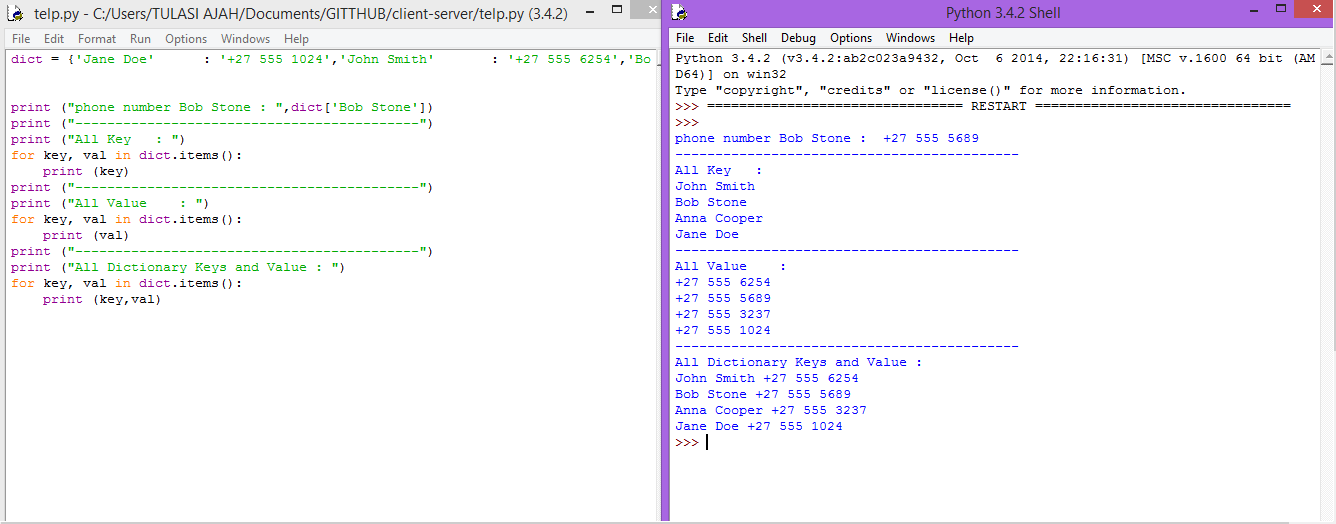 telp.py - C:/Users/TULASI AJAH/Documents/GITTHUB/client-server/telp.py (3.4.2)
File Edit Format Run Options Windows Help
dict = {'Jane Doe'      : '+27 555 1024','John Smith'       : '+27 555 6254','Bo
print ("phone number Bob Stone : ",dict['Bob Stone'])
print ("-------------------------------------------")
print ("All Key   : ")
for key, val in dict.items():
    print (key)
print ("-------------------------------------------")
print ("All Value    : ")
for key, val in dict.items():
    print (val)
print ("-------------------------------------------")
print ("All Dictionary Keys and Value : ")
for key, val in dict.items():
    print (key,val)
Python 3.4.2 Shell
File Edit Shell Debug Options Windows Help
Python 3.4.2 (v3.4.2:ab2c023a9432, Oct  6 2014, 22:16:31) [MSC v.1600 64 bit (AM
D64)] on win32
Type "copyright", "credits" or "license()" for more information.
>>> ================================ RESTART ================================
>>>
phone number Bob Stone :  +27 555 5689
-------------------------------------------
All Key   :
John Smith
Bob Stone
Anna Cooper
Jane Doe
-------------------------------------------
All Value    :
+27 555 6254
+27 555 5689
+27 555 3237
+27 555 1024
-------------------------------------------
All Dictionary Keys and Value :
John Smith +27 555 6254
Bob Stone +27 555 5689
Anna Cooper +27 555 3237
Jane Doe +27 555 1024
>>>